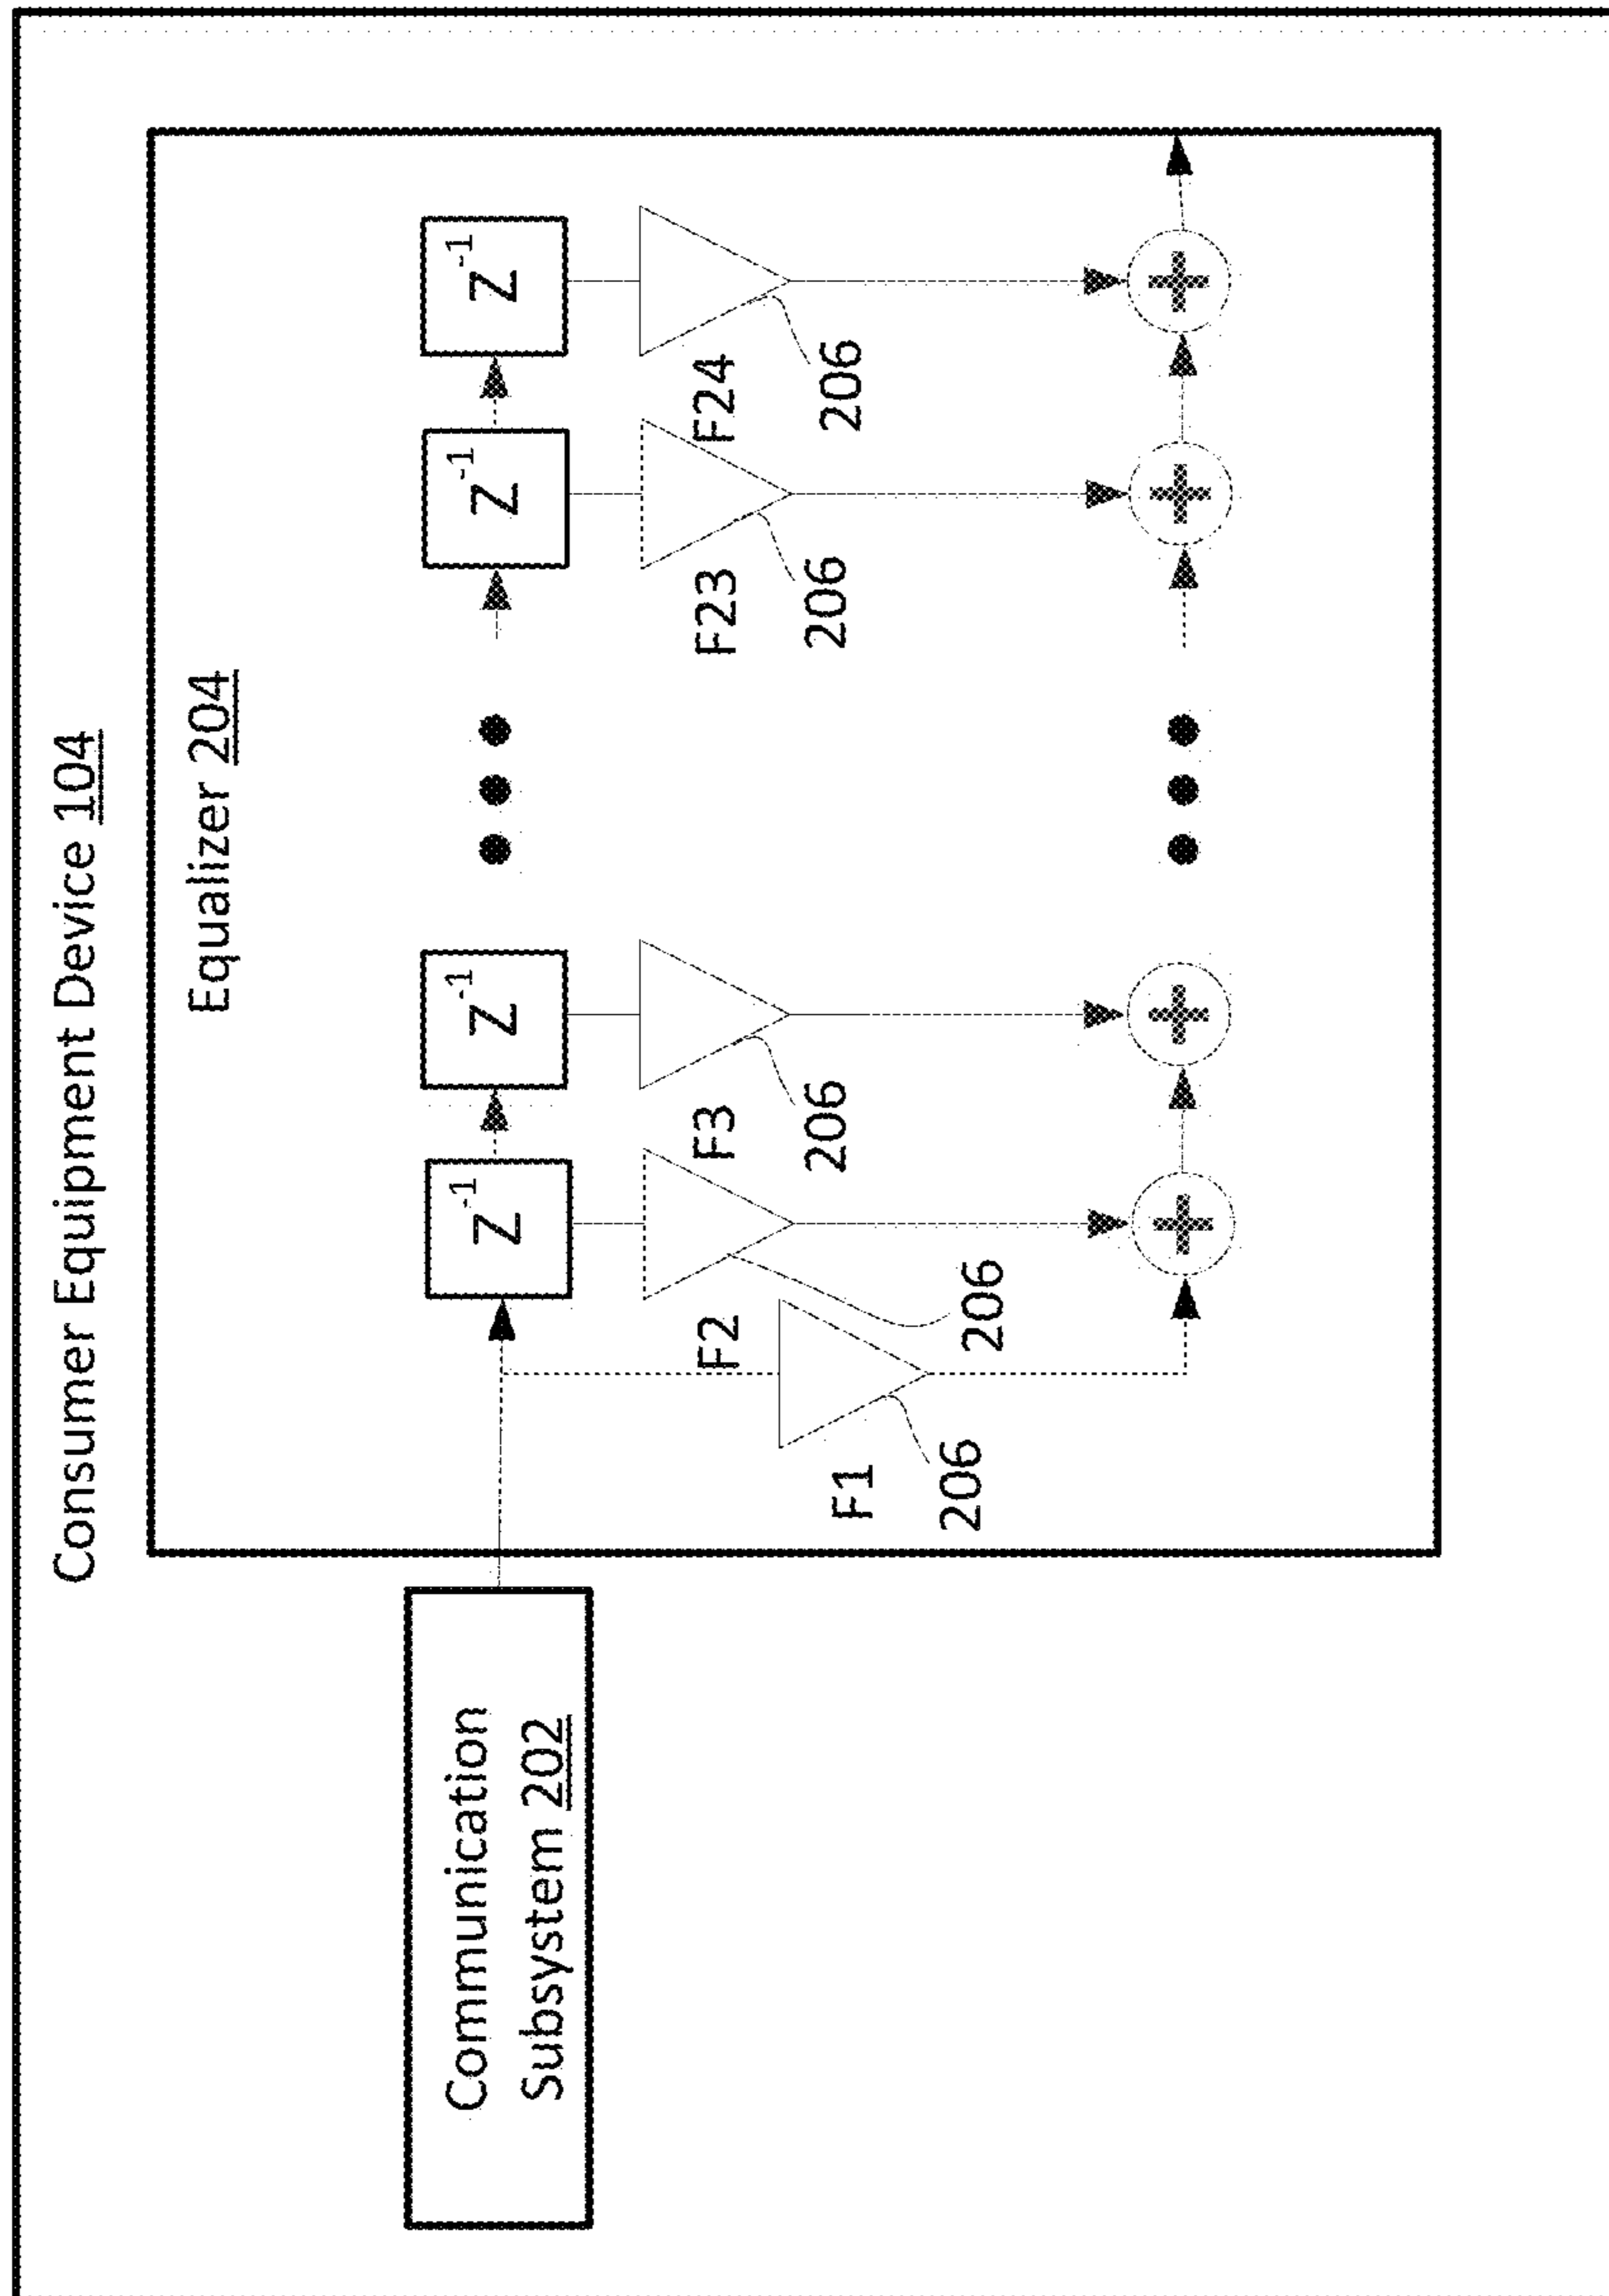 Consumer Equipment Device 104
Equalizer 204
Communication
Subsystem 202
Z-1
Z-1
Z-1
Z-1
F1
206
F2
206
F3
206
F23
206
F24
206
+
+
+
+